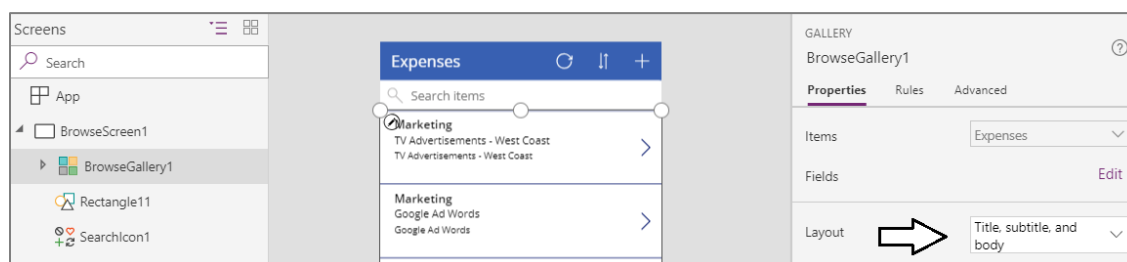 Screens
Search
App
BrowseScreen1
BrowseGallery1
Rectangle11
SearchIcon1
Expenses
Search items
Marketing
TV Advertisements - West Coast
TV Advertisements - West Coast
Marketing
Google Ad Words
Google Ad Words
GALLERY
BrowseGallery1
?
Properties Rules Advanced
Items Expenses
Fields Edit
Layout Title, subtitle, and
body